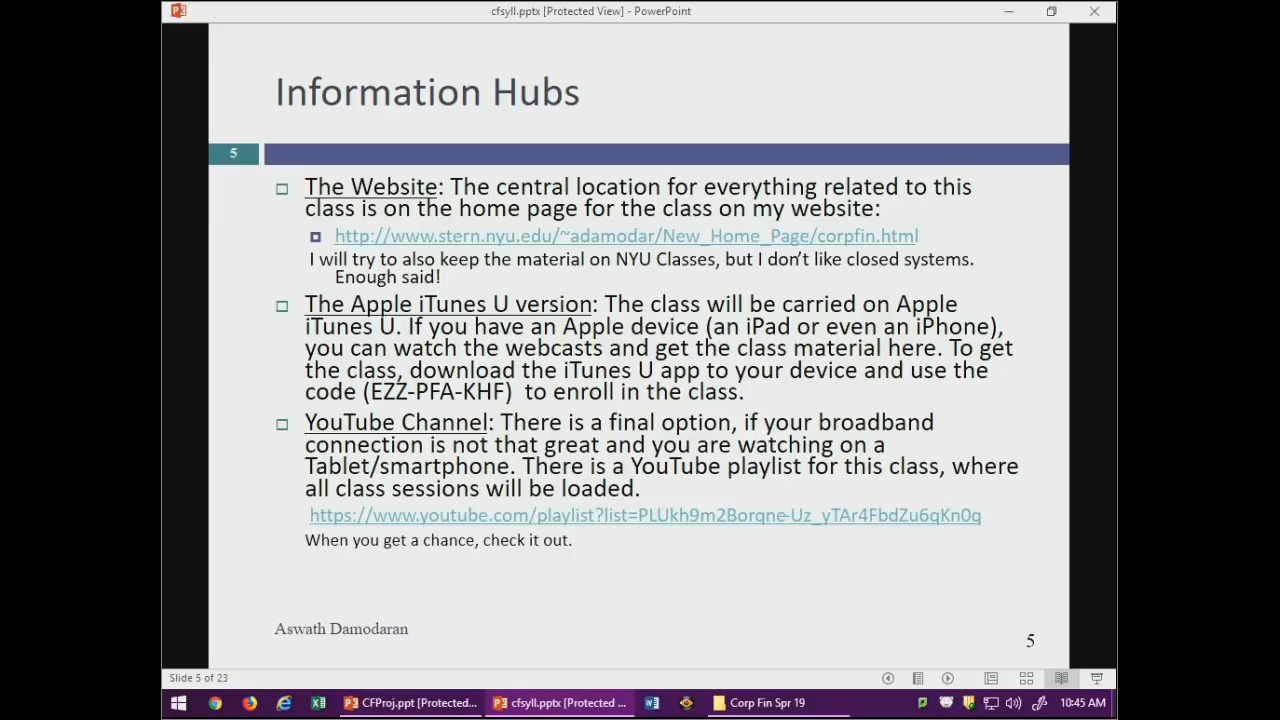 cfsyll.pptx [Protected View] - PowerPoint
Information Hubs
5
The Website: The central location for everything related to this
class is on the home page for the class on my website:
http://www.stern.nyu.edu/~adamodar/New_Home_Page/corpfin.html
I will try to also keep the material on NYU Classes, but I don't like closed systems.
Enough said!
The Apple iTunes U version: The class will be carried on Apple
iTunes U. If you have an Apple device (an iPad or even an iPhone),
you can watch the webcasts and get the class material here. To get
the class, download the iTunes U app to your device and use the
code (EZZ-PFA-KHF) to enroll in the class.
YouTube Channel: There is a final option, if your broadband
connection is not that great and you are watching on a
Tablet/smartphone. There is a YouTube playlist for this class, where
all class sessions will be loaded.
https://www.youtube.com/playlist?list=PLUkh9m2Borqne-Uz_yTAr4FbdZu6qKn0q
When you get a chance, check it out.
Aswath Damodaran
5
Slide 5 of 23
CFProj.ppt [Protected... cfsyll.pptx [Protected ... Corp Fin Spr 19 10:45 AM